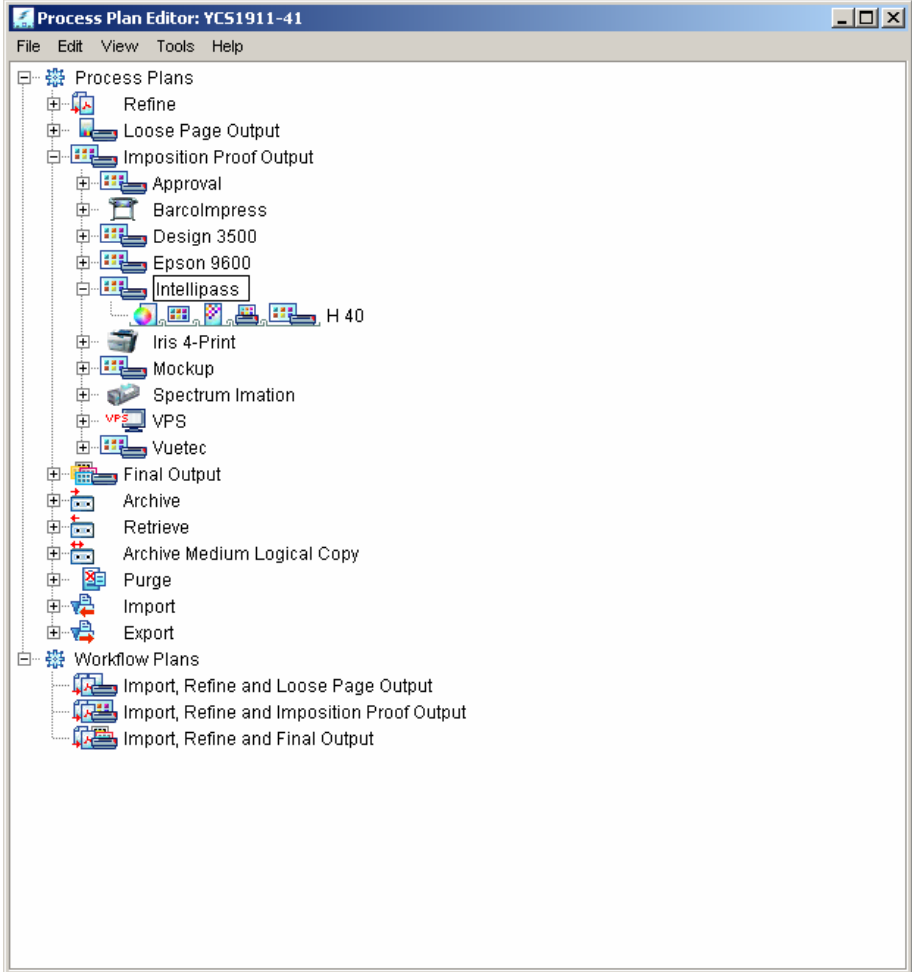 Process Plan Editor: YCS1911-41
File Edit View Tools Help
Process Plans
Refine
Loose Page Output
Imposition Proof Output
Approval
BarcoImpress
Design 3500
Epson 9600
Intellipass
H 40
Iris 4-Print
Mockup
Spectrum Imation
VPS VPS
Vuetec
Final Output
Archive
Retrieve
Archive Medium Logical Copy
Purge
Import
Export
Workflow Plans
Import, Refine and Loose Page Output
Import, Refine and Imposition Proof Output
Import, Refine and Final Output